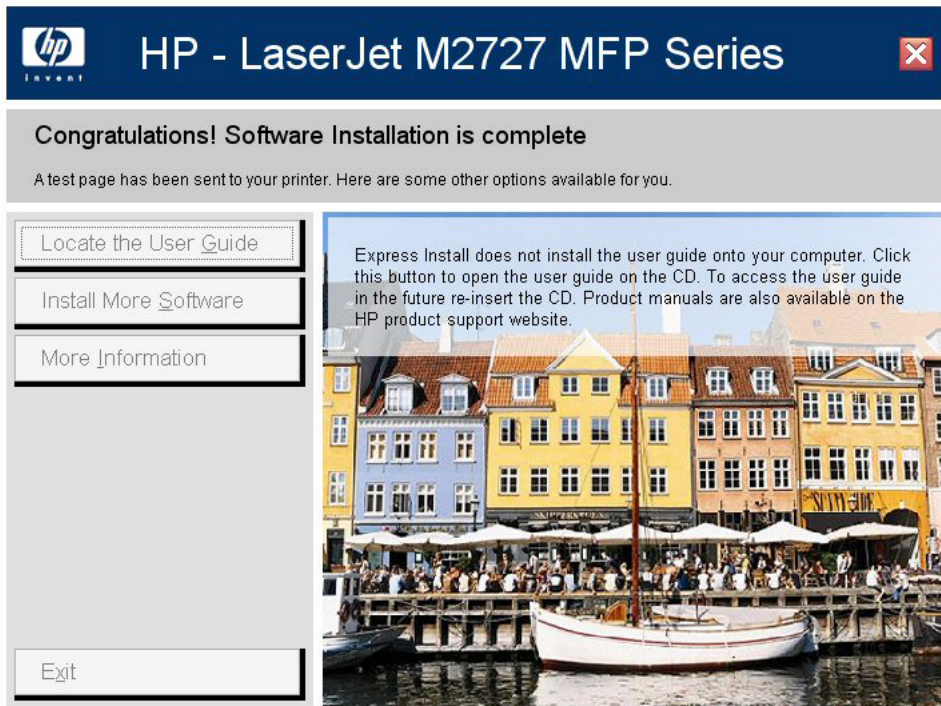 hp
invent
HP - LaserJet M2727 MFP Series
Congratulations! Software Installation is complete
A test page has been sent to your printer. Here are some other options available for you.
Locate the User Guide
Install More Software
More Information
Exit
Express Install does not install the user guide onto your computer. Click
this button to open the user guide on the CD. To access the user guide
in the future re-insert the CD. Product manuals are also available on the
HP product support website.